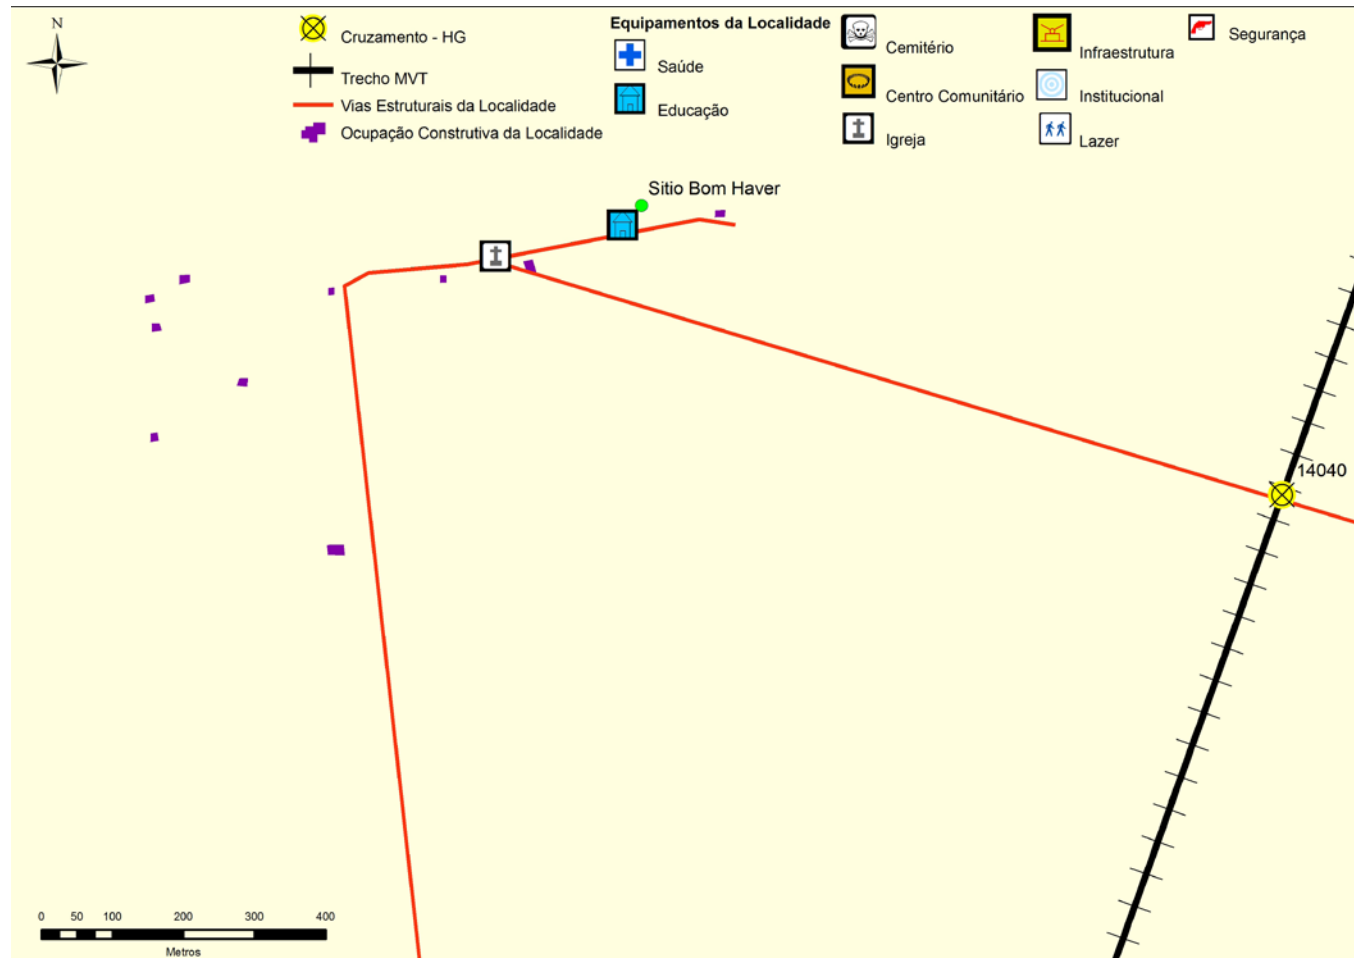 N
Cruzamento - HG
Trecho MVT
Vias Estruturais da Localidade
Ocupação Construtiva da Localidade
Equipamentos da Localidade
Saúde
Educação
Cemitério
Centro Comunitário
Igreja
Infraestrutura
Institucional
Lazer
Segurança
Sitio Bom Haver
14040
0 50 100 200 300 400
Metros